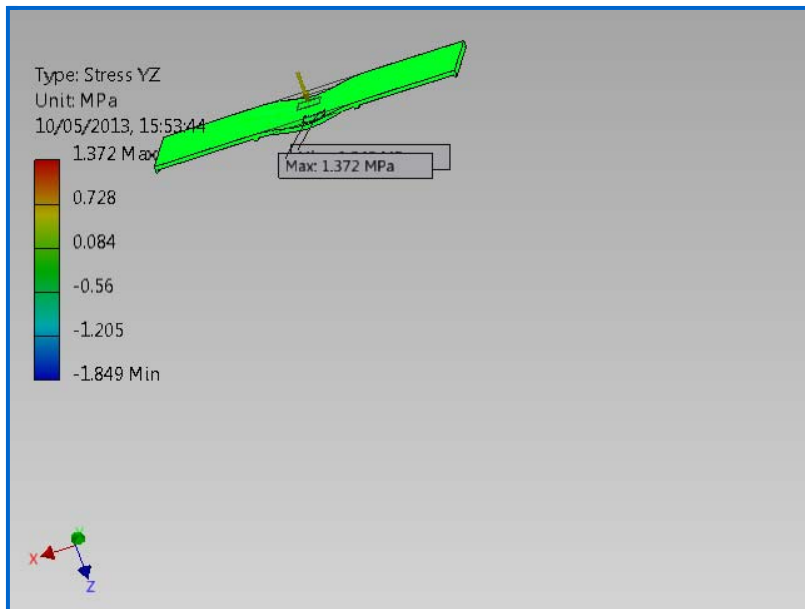 Type: Stress YZ
Unit: MPa
10/05/2013, 15:53:44
1.372 Max
0.728
0.084
-0.56
-1.205
-1.849 Min
Max: 1.372 MPa
X
Z